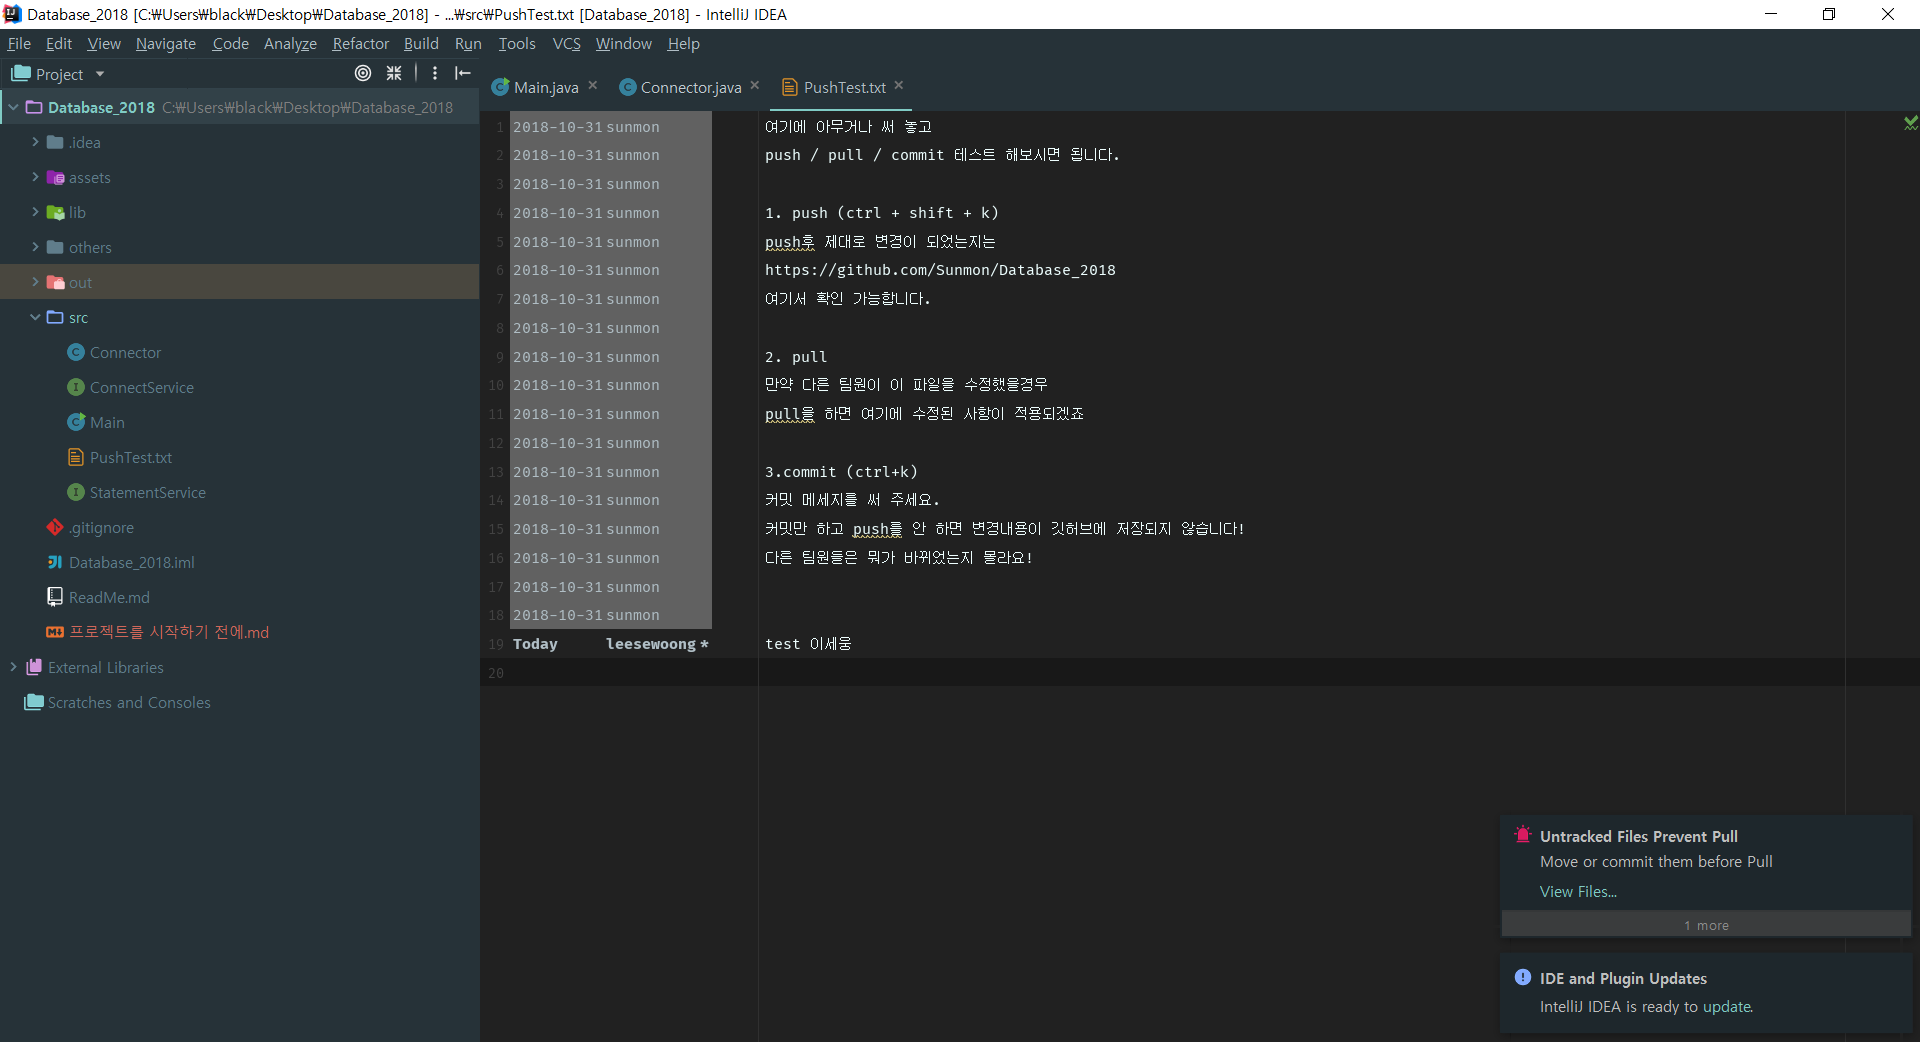 Database_2018 [C:₩Users₩black₩Desktop₩Database_2018] - ...₩src₩PushTest.txt [Database_2018] - IntelliJ IDEA
File Edit View Navigate Code Analyze Refactor Build Run Tools VCS Window Help
Project
Main.java Connector.java PushTest.txt
Database_2018 C:₩Users₩black₩Desktop₩Database_2018
.idea
assets
lib
others
out
src
Connector
ConnectService
Main
PushTest.txt
StatementService
.gitignore
Database_2018.iml
ReadMe.md
프로젝트를 시작하기 전에.md
External Libraries
Scratches and Consoles
1 2018-10-31 sunmon 여기에 아무거나 써 놓고
2 2018-10-31 sunmon push / pull / commit 테스트 해보시면 됩니다.
3 2018-10-31 sunmon
4 2018-10-31 sunmon 1. push (ctrl + shift + k)
5 2018-10-31 sunmon push후 제대로 변경이 되었는지는
6 2018-10-31 sunmon https://github.com/Sunmon/Database_2018
7 2018-10-31 sunmon 여기서 확인 가능합니다.
8 2018-10-31 sunmon
9 2018-10-31 sunmon 2. pull
10 2018-10-31 sunmon 만약 다른 팀원이 이 파일을 수정했을경우
11 2018-10-31 sunmon pull을 하면 여기에 수정된 사항이 적용되겠죠
12 2018-10-31 sunmon
13 2018-10-31 sunmon 3.commit (ctrl+k)
14 2018-10-31 sunmon 커밋 메세지를 써 주세요.
15 2018-10-31 sunmon 커밋만 하고 push를 안 하면 변경내용이 깃허브에 저장되지 않습니다!
16 2018-10-31 sunmon 다른 팀원들은 뭐가 바뀌었는지 몰라요!
17 2018-10-31 sunmon
18 2018-10-31 sunmon
19 Today leesewoong * test 이세웅
20
Untracked Files Prevent Pull
Move or commit them before Pull
View Files...
1 more
IDE and Plugin Updates
IntelliJ IDEA is ready to update.